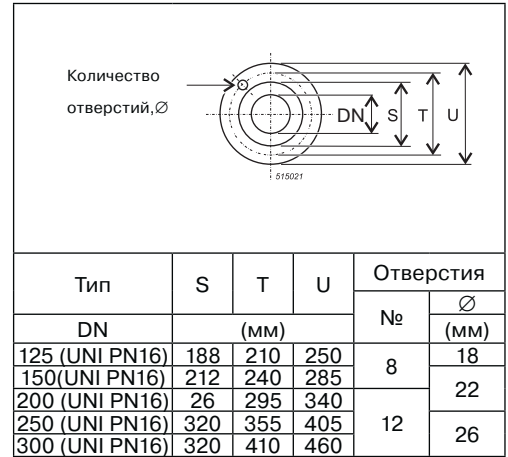 Количество
отверстий,∅
DN S T U
515021
Тип S T U Отверстия
№ ∅
DN (мм) (мм)
125 (UNI PN16) 188 210 250 8 18
150(UNI PN16) 212 240 285 22
200 (UNI PN16) 26 295 340 12
250 (UNI PN16) 320 355 405 26
300 (UNI PN16) 320 410 460